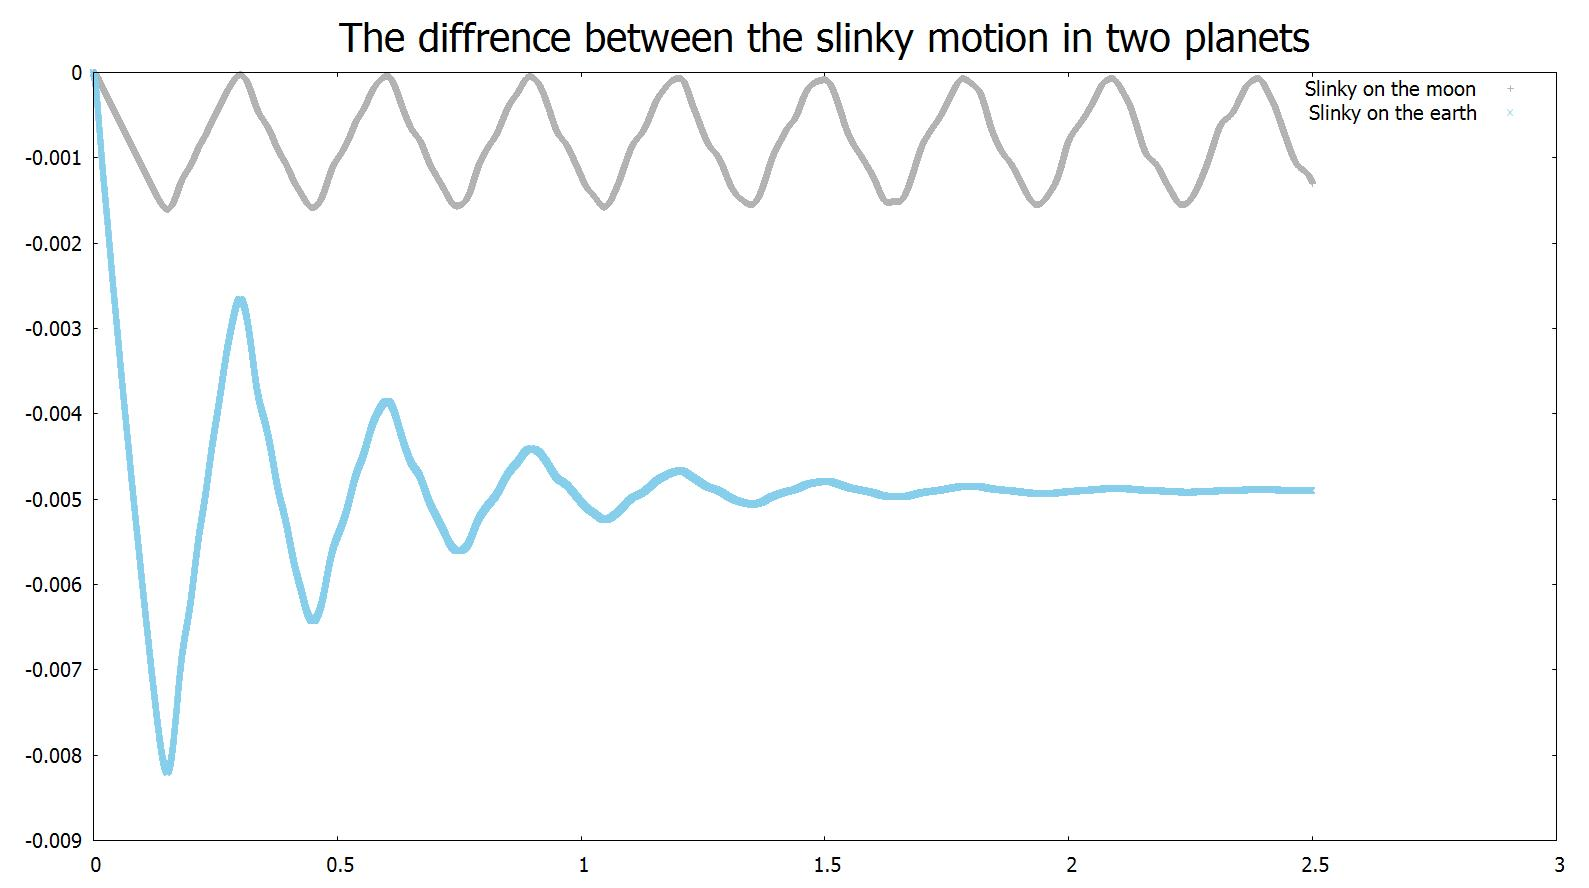 The diffrence between the slinky motion in two planets
Slinky on the moon
Slinky on the earth
0
-0.001
-0.002
-0.003
-0.004
-0.005
-0.006
-0.007
-0.008
-0.009
0 0.5 1 1.5 2 2.5 3